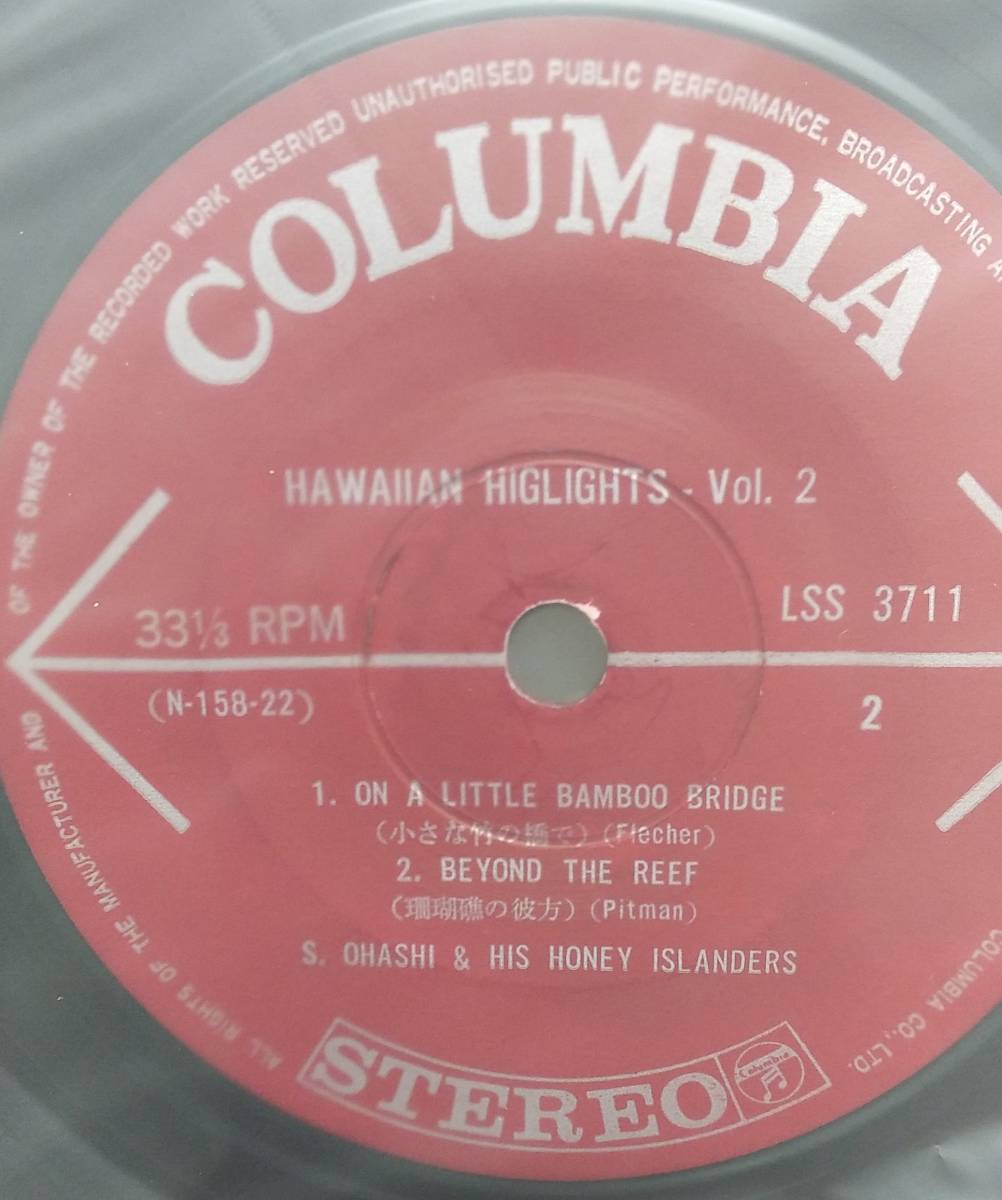 ALL RIGHTS OF THE MANUFACTURER AND OF THE OWNER OF THE RECORDED WORK RESERVED UNAUTHORISED PUBLIC PERFORMANCE, BROADCASTING
COLUMBIA
HAWAIIAN HIGLIGHTS - Vol. 2
33⅓ RPM
LSS 3711
(N-158-22)
2
1. ON A LITTLE BAMBOO BRIDGE
(小さな竹の橋で) (Flecher)
2. BEYOND THE REEF
(珊瑚礁の彼方) (Pitman)
S. OHASHI & HIS HONEY ISLANDERS
COLUMBIA CO., LTD.
STEREO
Columbia